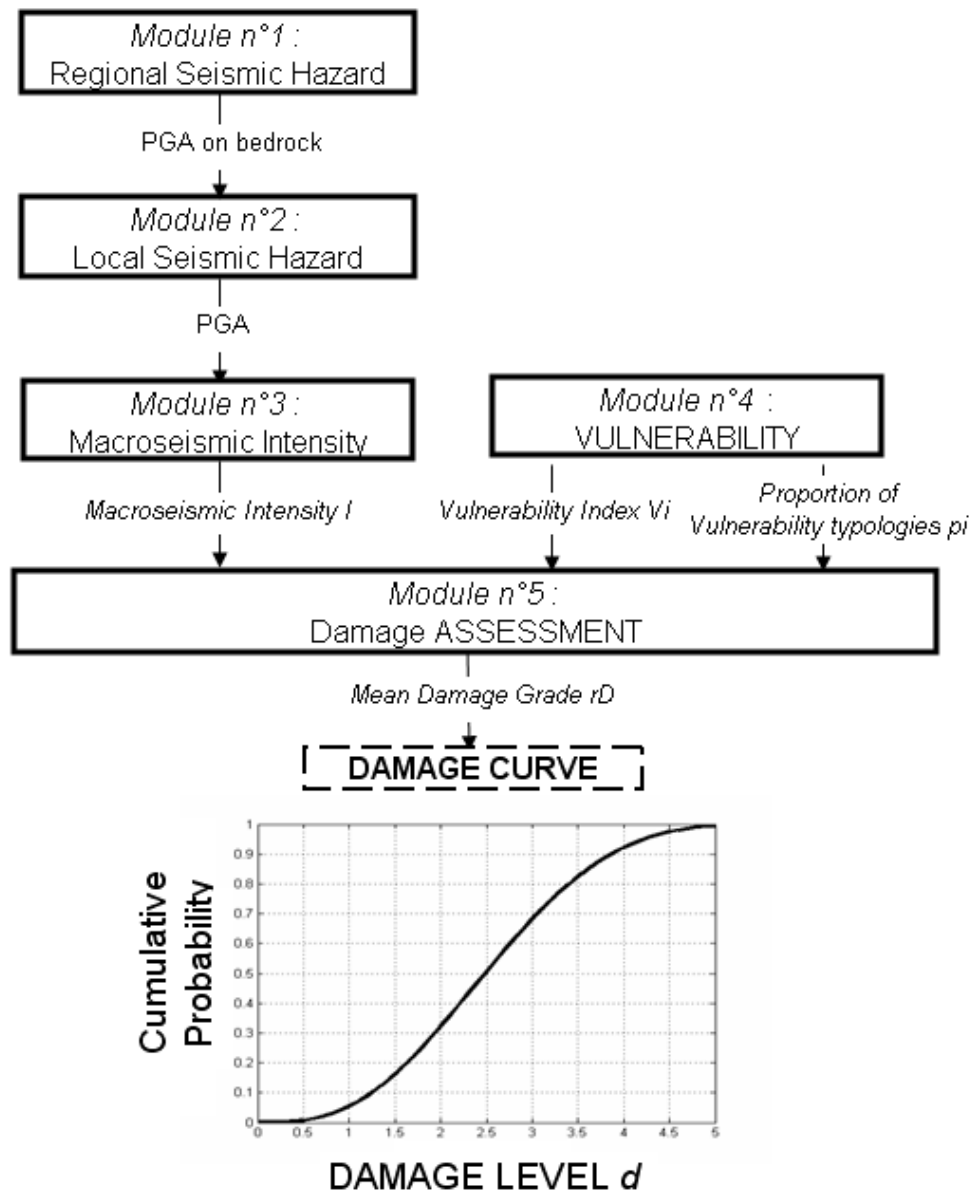 Module n°1 :
Regional Seismic Hazard
PGA on bedrock
Module n°2 :
Local Seismic Hazard
PGA
Module n°3 :
Macroseismic Intensity
Module n°4 :
VULNERABILITY
Macroseismic Intensity I
Vulnerability Index Vi
Proportion of
Vulnerability typologies pi
Module n°5 :
Damage ASSESSMENT
Mean Damage Grade rD
DAMAGE CURVE
Cumulative
Probability
1
0.9
0.8
0.7
0.6
0.5
0.4
0.3
0.2
0.1
0
0 0.5 1 1.5 2 2.5 3 3.5 4 4.5 5
DAMAGE LEVEL d